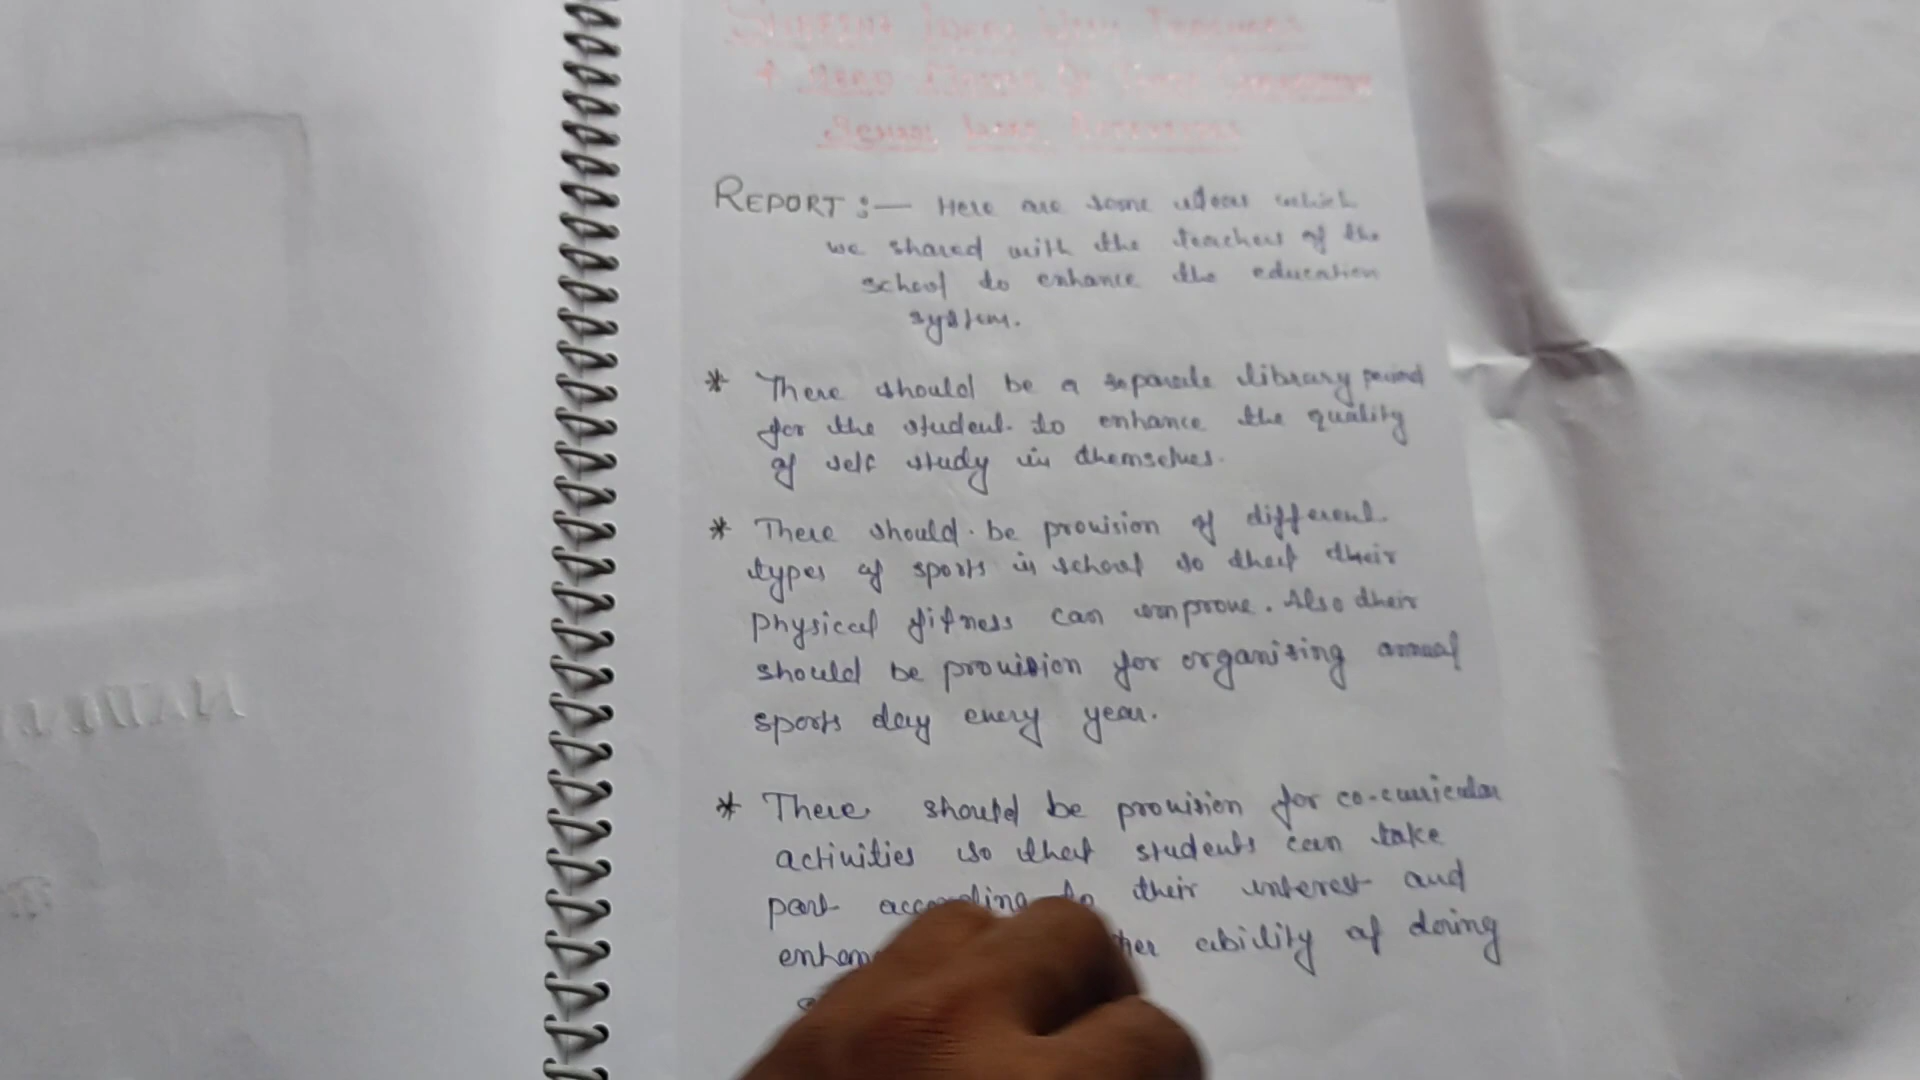 REPORT :— Here are some ideas which
we shared with the teachers of the
school to enhance the education
system.
* There should be a separate library period
for the student to enhance the quality
of self study in themselves.
* There should be provision of different
types of sports in school so that their
physical fitness can improve. Also their
should be provision for organising annual
sports day every year.
* There should be provision for co-curricular
activities so that students can take
part according to their interest and
ability of doing